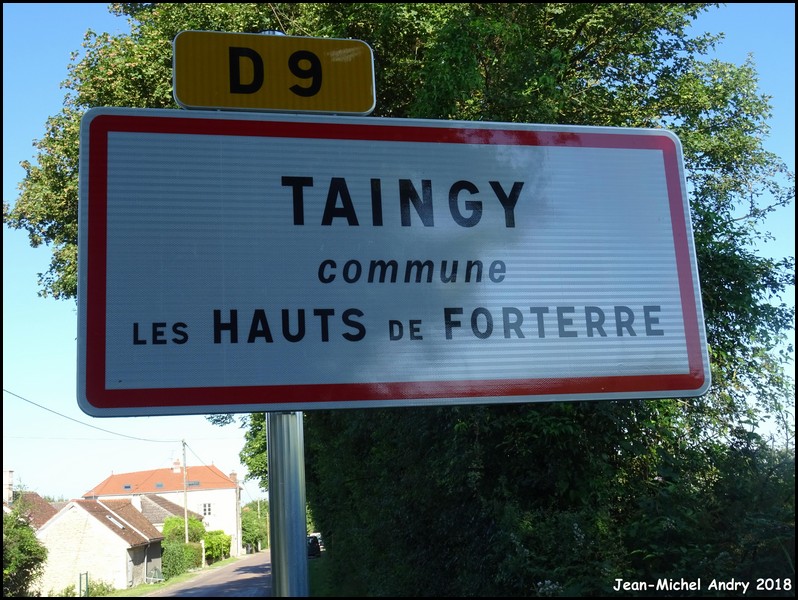 D 9
TAINGY
commune
LES HAUTS DE FORTERRE
Jean-Michel Andry 2018